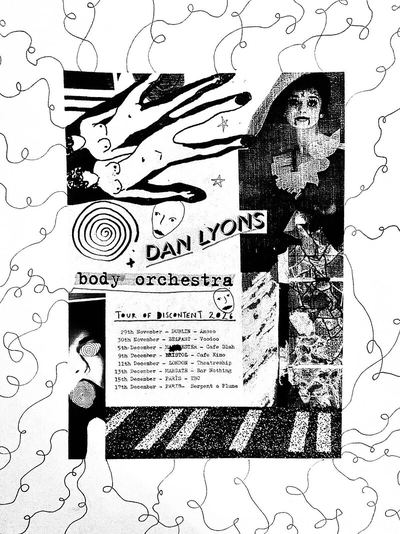 DAN LYONS
body orchestra
TOUR OF DISCONTENT
29th November - DUBLIN - Anseo
30th November - BELFAST - Voodoo
5th December - Cafe Blah
9th December - BRISTOL - Cafe Kino
11th December - LONDON - Theatreship
13th December - MARGATE - Bar Nothing
15th December - PARIS - TBC
17th December - PARIS - Serpent à Plume